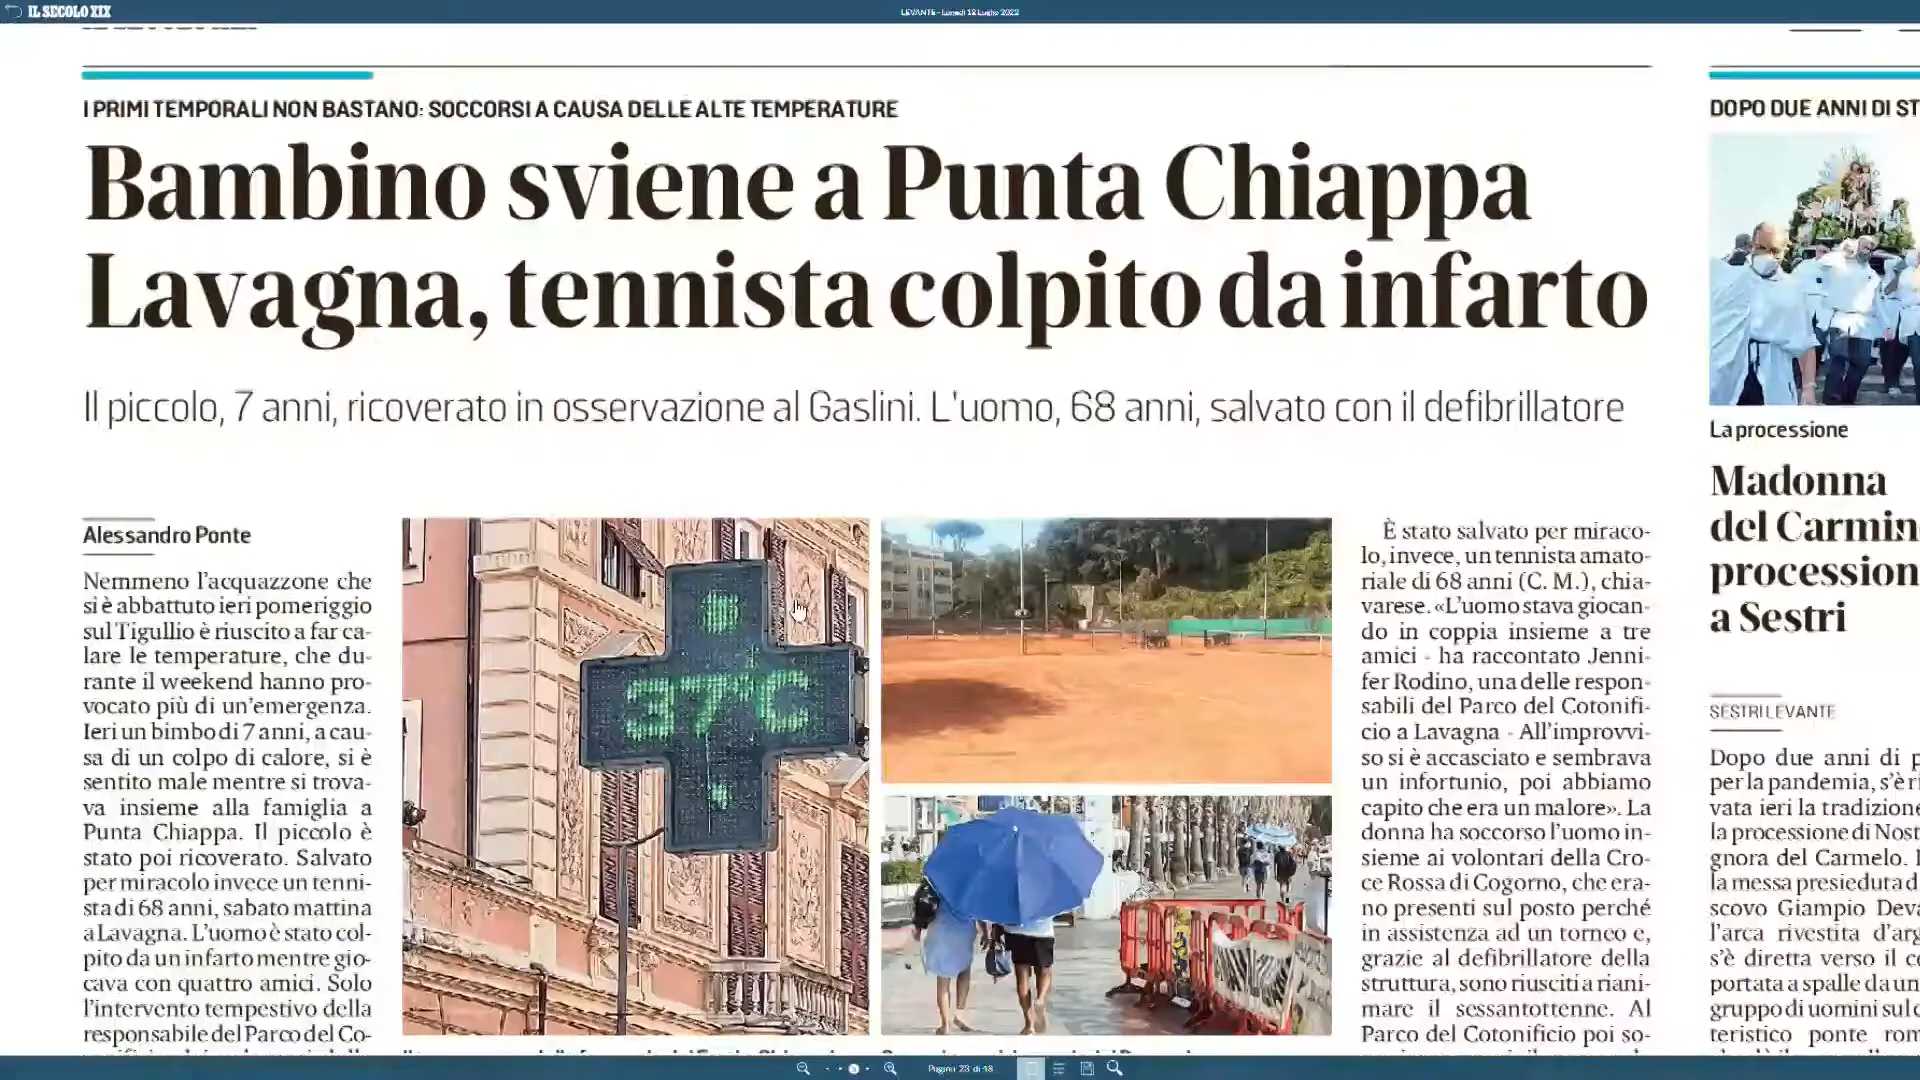 IL SECOLO XIX
LEVANTE - Lunedì 18 Luglio 2022
I PRIMI TEMPORALI NON BASTANO: SOCCORSI A CAUSA DELLE ALTE TEMPERATURE
Bambino sviene a Punta Chiappa
Lavagna, tennista colpito da infarto
Il piccolo, 7 anni, ricoverato in osservazione al Gaslini. L'uomo, 68 anni, salvato con il defibrillatore
Alessandro Ponte
Nemmeno l'acquazzone che
si è abbattuto ieri pomeriggio
sul Tigullio è riuscito a far ca-
lare le temperature, che du-
rante il weekend hanno pro-
vocato più di un'emergenza.
Ieri un bimbo di 7 anni, a cau-
sa di un colpo di calore, si è
sentito male mentre si trova-
va insieme alla famiglia a
Punta Chiappa. Il piccolo è
stato poi ricoverato. Salvato
per miracolo invece un tenni-
sta di 68 anni, sabato mattina
a Lavagna. L'uomo è stato col-
pito da un infarto mentre gio-
cava con quattro amici. Solo
l'intervento tempestivo della
responsabile del Parco del Co-
37°C
È stato salvato per miraco-
lo, invece, un tennista amato-
riale di 68 anni (C. M.), chia-
varese. «L'uomo stava giocan-
do in coppia insieme a tre
amici - ha raccontato Jenni-
fer Rodino, una delle respon-
sabili del Parco del Cotonifi-
cio a Lavagna - All'improvvi-
so si è accasciato e sembrava
un infortunio, poi abbiamo
capito che era un malore». La
donna ha soccorso l'uomo in-
sieme ai volontari della Cro-
ce Rossa di Cogorno, che era-
no presenti sul posto perché
in assistenza ad un torneo e,
grazie al defibrillatore della
struttura, sono riusciti a riani-
mare il sessantottenne. Al
Parco del Cotonificio poi so-
DOPO DUE ANNI DI ST
La processione
Madonna
del Carmin
procession
a Sestri
SESTRI LEVANTE
Dopo due anni di p
per la pandemia, s'è ri
vata ieri la tradizione
la processione di Nost
gnora del Carmelo.
la messa presieduta d
scovo Giampio Deva
l'arca rivestita d'arg
s'è diretta verso il ce
portata a spalle da un
gruppo di uomini sul c
teristico ponte rom
Pagina 23 di 48